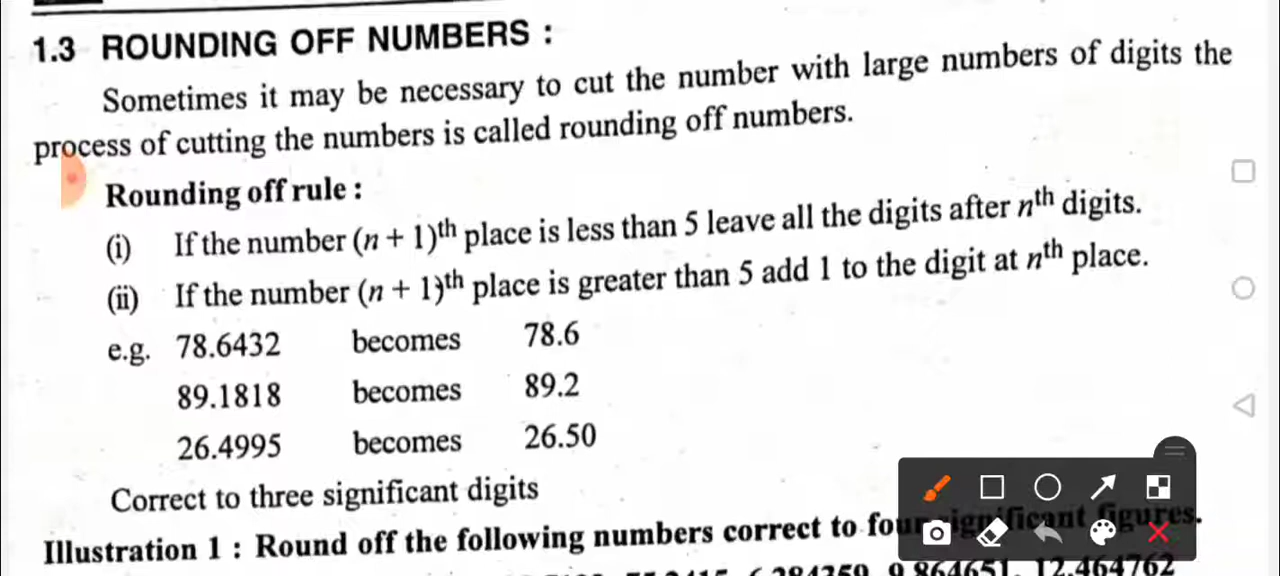 1.3 ROUNDING OFF NUMBERS :
Sometimes it may be necessary to cut the number with large numbers of digits the
process of cutting the numbers is called rounding off numbers.
Rounding off rule :
(i) If the number (n + 1)th place is less than 5 leave all the digits after nth digits.
(ii) If the number (n + 1)th place is greater than 5 add 1 to the digit at nth place.
e.g. 78.6432 becomes 78.6
89.1818 becomes 89.2
26.4995 becomes 26.50
Correct to three significant digits
Illustration 1 : Round off the following numbers correct to four significant figures.
9.864651, 12.464762